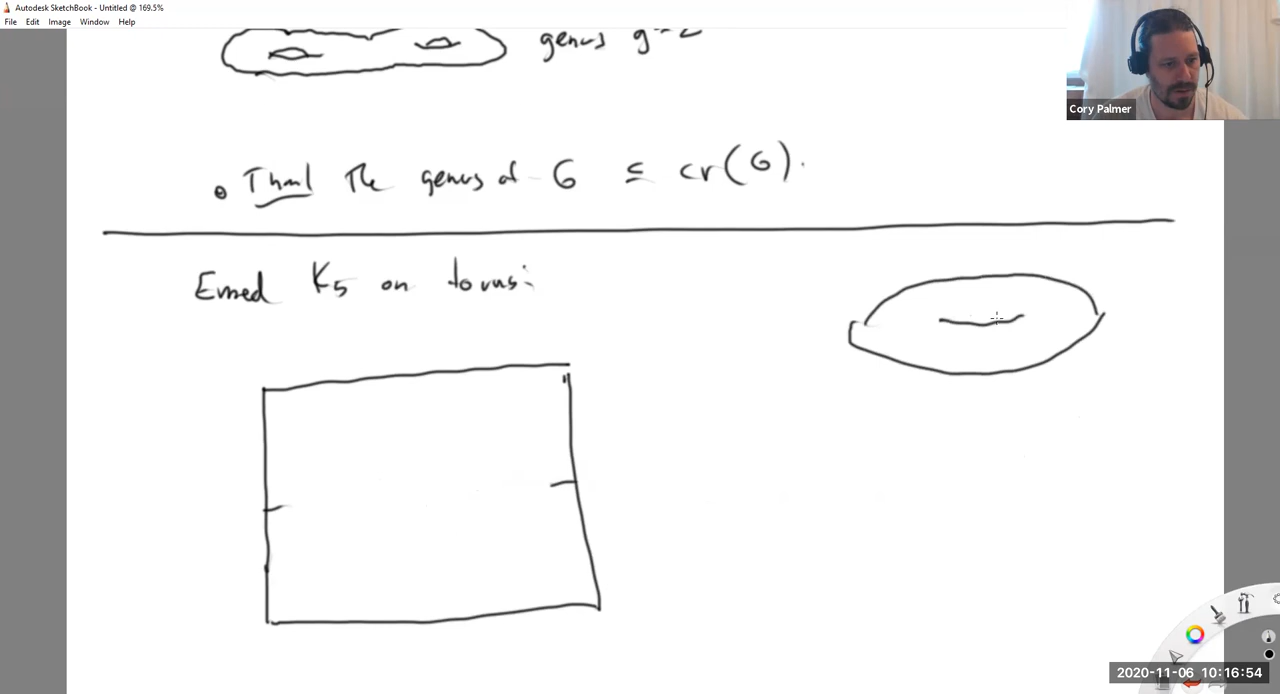 Autodesk SketchBook - Untitled @ 169.5%
File Edit Image Window Help
genus g=2
Cory Palmer
Thm The genus of G ≤ cr(G).
Emed K5 on torus:
2020-11-06 10:16:54